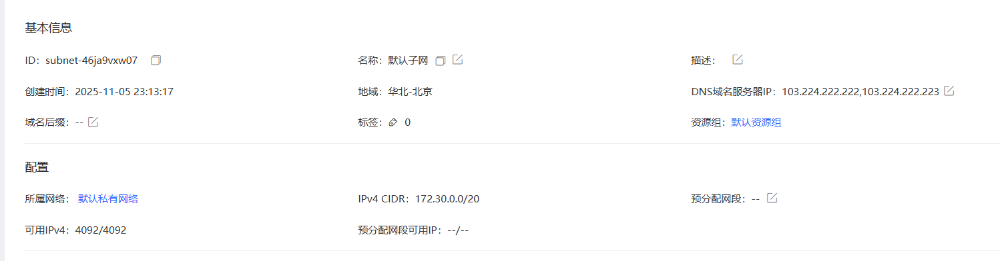 基本信息
ID：subnet-46ja9vxw07 名称：默认子网 描述：
创建时间：2025-11-05 23:13:17 地域：华北-北京 DNS域名服务器IP：103.224.222.222,103.224.222.223
域名后缀：-- 标签：0 资源组：默认资源组
配置
所属网络：默认私有网络 IPv4 CIDR：172.30.0.0/20 预分配网段：--
可用IPv4：4092/4092 预分配网段可用IP：--/--